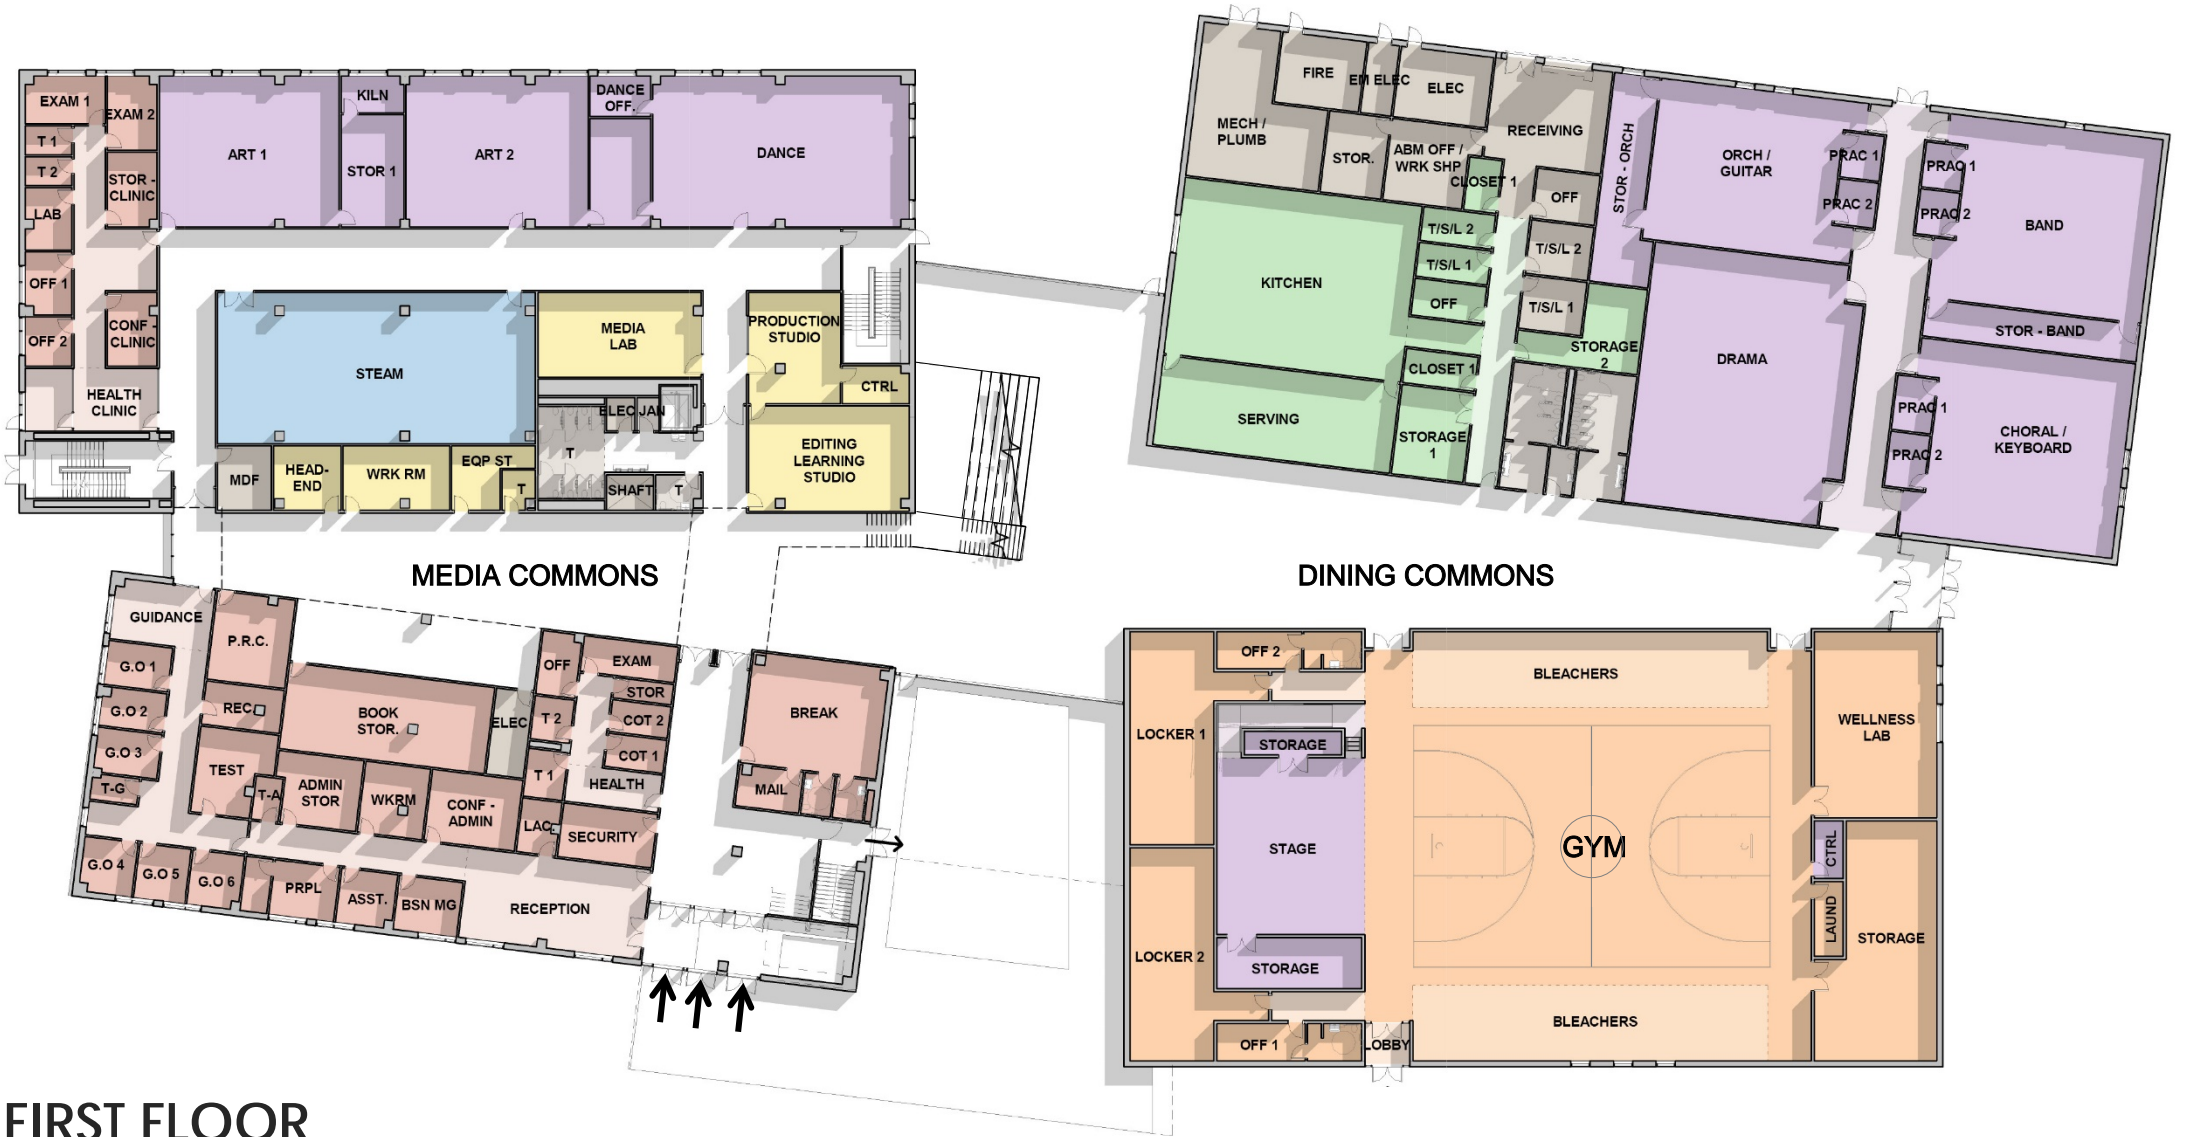 EXAM 1
EXAM 2
T 1
T 2
STOR -
CLINIC
LAB
OFF 1
OFF 2
CONF -
CLINIC
HEALTH
CLINIC
ART 1
KILN
STOR 1
ART 2
DANCE
OFF.
DANCE
STEAM
MEDIA
LAB
PRODUCTION
STUDIO
CTRL
ELEC
JAN
T
EDITING
LEARNING
STUDIO
MDF
HEAD-
END
WRK RM
EQP ST
T
SHAFT
T
MECH /
PLUMB
FIRE
EM ELEC
ELEC
RECEIVING
STOR.
ABM OFF /
WRK SHP
CLOSET 1
OFF
STOR - ORCH
ORCH /
GUITAR
PRAC 1
PRAC 2
PRAC 1
PRAC 2
BAND
STOR - BAND
KITCHEN
T/S/L 2
T/S/L 1
OFF
T/S/L 2
T/S/L 1
STORAGE
2
DRAMA
CLOSET 1
SERVING
STORAGE
1
PRAC 1
PRAC 2
CHORAL /
KEYBOARD
MEDIA COMMONS
DINING COMMONS
GUIDANCE
P.R.C.
G.O 1
G.O 2
G.O 3
T-G
REC.
TEST
T-A
BOOK
STOR.
ELEC
OFF
EXAM
STOR
COT 2
COT 1
T 2
T 1
HEALTH
ADMIN
STOR
WKRM
CONF -
ADMIN
LAC.
SECURITY
BREAK
MAIL
G.O 4
G.O 5
G.O 6
PRPL
ASST.
BSN MG
RECEPTION
LOCKER 1
OFF 2
STORAGE
STAGE
STORAGE
LOCKER 2
OFF 1
LOBBY
BLEACHERS
GYM
BLEACHERS
WELLNESS
LAB
CTRL
LAUND
STORAGE
FIRST FLOOR